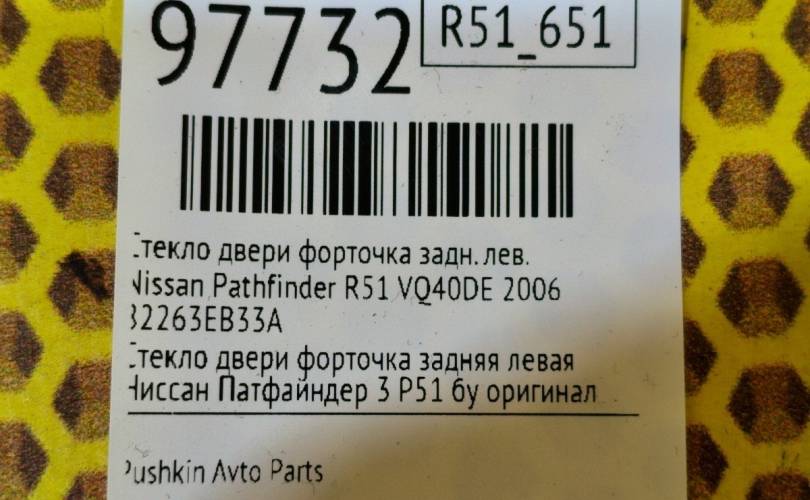 97732
R51_651
Стекло двери форточка задн. лев.
Nissan Pathfinder R51 VQ40DE 2006
82263EB33A
Стекло двери форточка задняя левая
Ниссан Патфайндер 3 Р51 бу оригинал
Pushkin Avto Parts